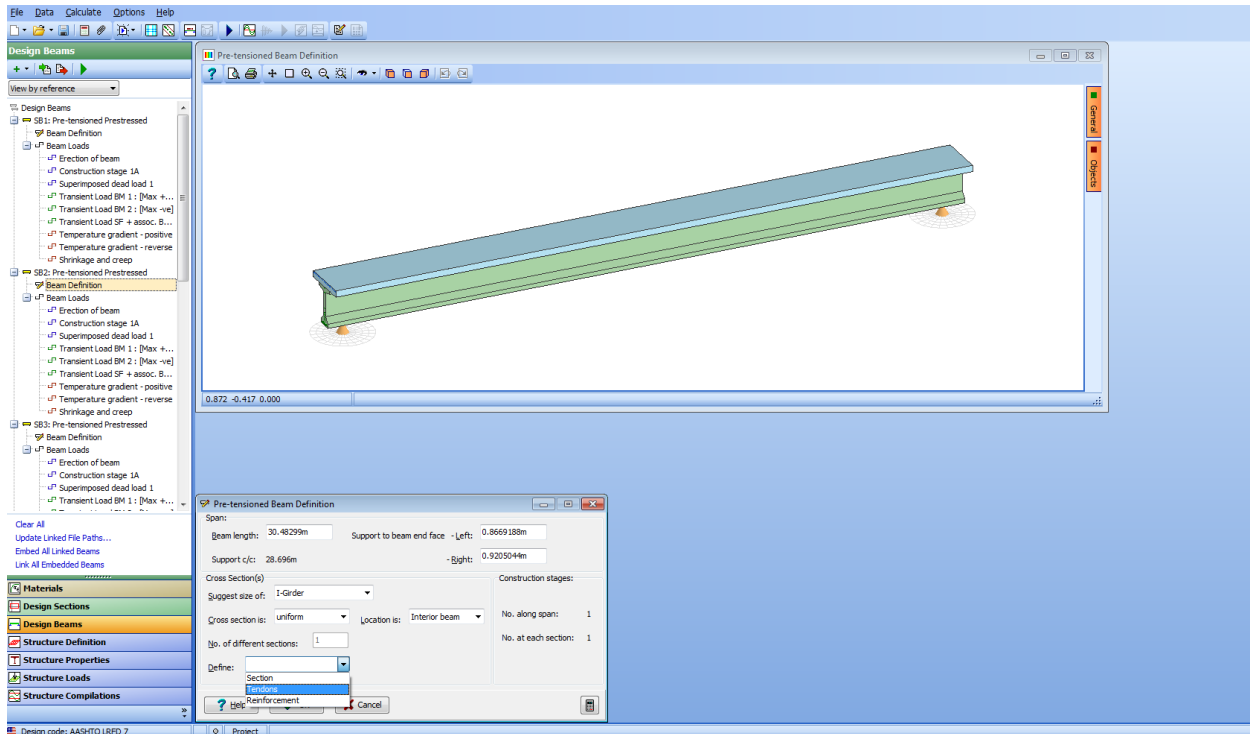 File Data Calculate Options Help
Design Beams
View by reference
Design Beams
SB1: Pre-tensioned Prestressed
Beam Definition
Beam Loads
Erection of beam
Construction stage 1A
Superimposed dead load 1
Transient Load BM 1 : [Max +...
Transient Load BM 2 : [Max -ve]
Transient Load SF + assoc. B...
Temperature gradient - positive
Temperature gradient - reverse
Shrinkage and creep
SB2: Pre-tensioned Prestressed
Beam Definition
Beam Loads
Erection of beam
Construction stage 1A
Superimposed dead load 1
Transient Load BM 1 : [Max +...
Transient Load BM 2 : [Max -ve]
Transient Load SF + assoc. B...
Temperature gradient - positive
Temperature gradient - reverse
Shrinkage and creep
SB3: Pre-tensioned Prestressed
Beam Definition
Beam Loads
Erection of beam
Construction stage 1A
Superimposed dead load 1
Transient Load BM 1 : [Max +...
Clear All
Update Linked File Paths...
Embed All Linked Beams
Link All Embedded Beams
Materials
Design Sections
Design Beams
Structure Definition
Structure Properties
Structure Loads
Structure Compilations
Pre-tensioned Beam Definition
General
Objects
0.872 -0.417 0.000
Pre-tensioned Beam Definition
Span:
Beam length: 30.48299m Support to beam end face - Left: 0.8669188m
Support c/c: 28.696m - Right: 0.9205044m
Cross Section(s) Construction stages:
Suggest size of: I-Girder
Cross section is: uniform Location is: Interior beam No. along span: 1
No. of different sections: 1 No. at each section: 1
Define:
Section
Tendons
Reinforcement
Help Cancel
Design code: AASHTO LRFD 7 Project